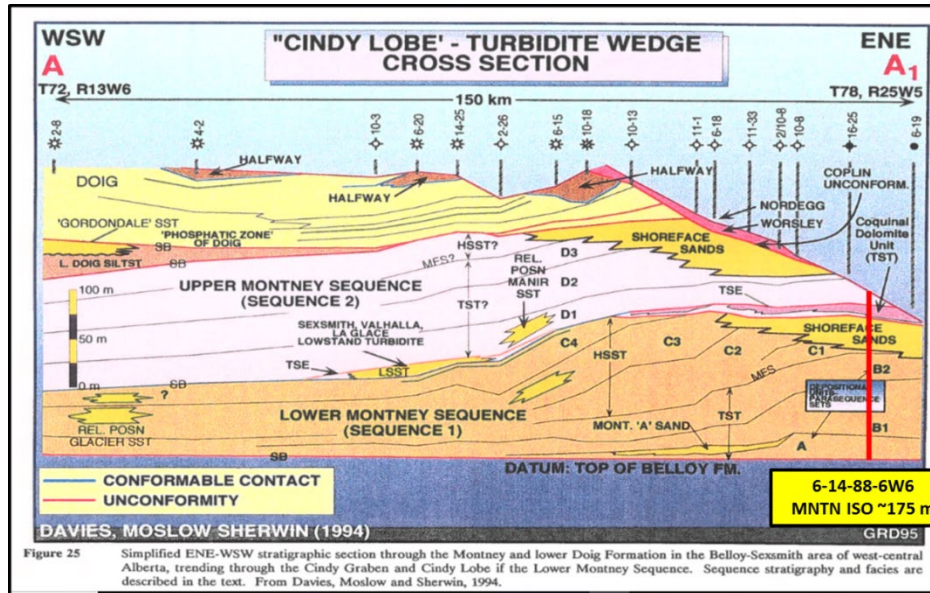 WSW
"CINDY LOBE' - TURBIDITE WEDGE
CROSS SECTION
ENE
A
A1
T72, R13W6
T78, R25W5
150 km
2-8
4-2
10-3
6-20
14-25
2-26
6-15
10-18
10-13
11-1
6-18
11-33
2/10-8
10-8
16-25
6-19
HALFWAY
HALFWAY
HALFWAY
DOIG
COPLIN
UNCONFORM.
NORDEGG
WORSLEY
Coquinal
Dolomite
Unit
(TST)
'GORDONDALE' SST
'PHOSPHATIC ZONE'
OF DOIG
SB
L. DOIG SILTST
SB
HSST?
MFS?
D3
SHOREFACE
SANDS
REL.
POSN
MANIR
SST
D2
TSE
UPPER MONTNEY SEQUENCE
(SEQUENCE 2)
TST?
D1
100 m
50 m
0 m
SEXSMITH, VALHALLA,
LA GLACE
LOWSTAND TURBIDITE
TSE
LSST
SB
C4
HSST
C3
C2
C1
SHOREFACE
SANDS
B2
MFS
DEPOSITIONAL
UNITS-
PARASEQUENCE
SETS
?
REL. POSN
GLACIER SST
LOWER MONTNEY SEQUENCE
(SEQUENCE 1)
TST
MONT. 'A' SAND
A
B1
SB
DATUM: TOP OF BELLOY FM.
CONFORMABLE CONTACT
UNCONFORMITY
6-14-88-6W6
MNTN ISO ~175 m
DAVIES, MOSLOW SHERWIN (1994)
GRD95
Figure 25 Simplified ENE-WSW stratigraphic section through the Montney and lower Doig Formation in the Belloy-Sexsmith area of west-central
Alberta, trending through the Cindy Graben and Cindy Lobe if the Lower Montney Sequence. Sequence stratigraphy and facies are
described in the text. From Davies, Moslow and Sherwin, 1994.